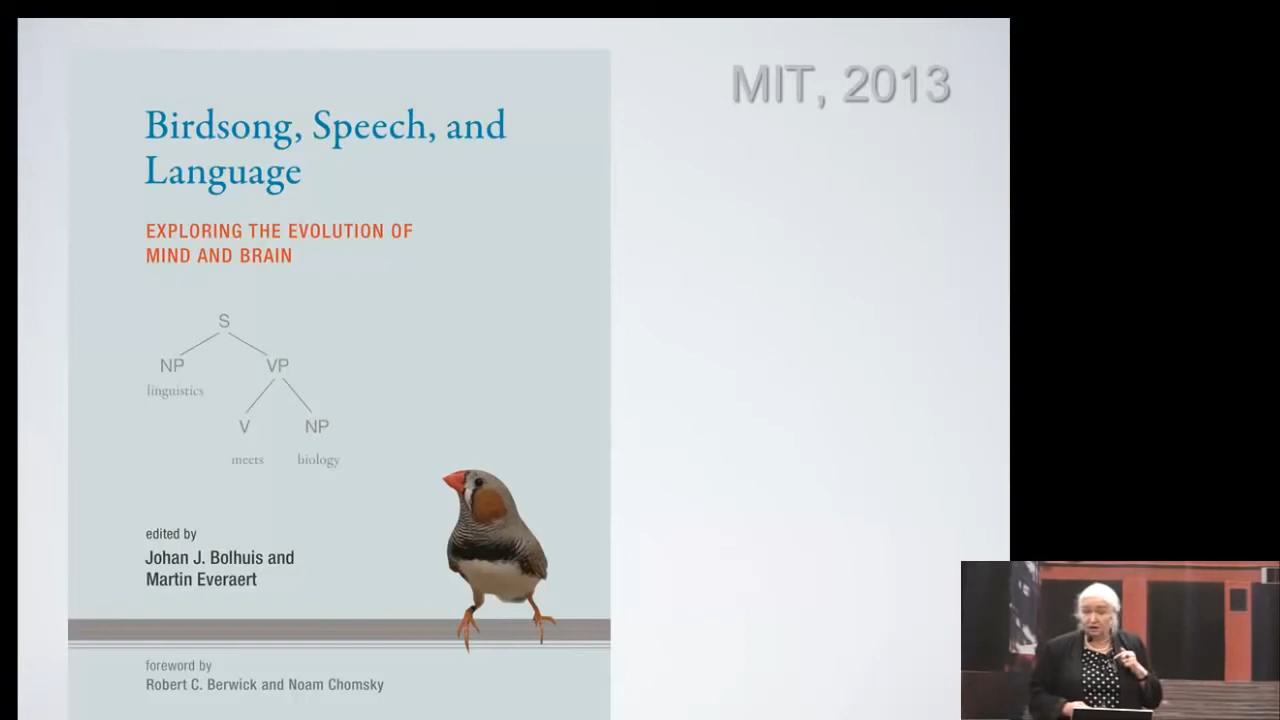 MIT, 2013
Birdsong, Speech, and
Language
EXPLORING THE EVOLUTION OF
MIND AND BRAIN
S
NP VP
linguistics
V NP
meets biology
edited by
Johan J. Bolhuis and
Martin Everaert
foreword by
Robert C. Berwick and Noam Chomsky